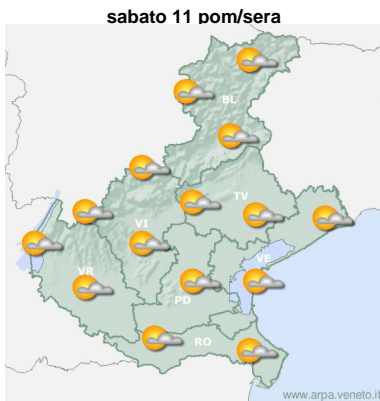 sabato 11 pom/sera
BL
TV
VI
VE
VR
PD
RO
www.arpa.veneto.it